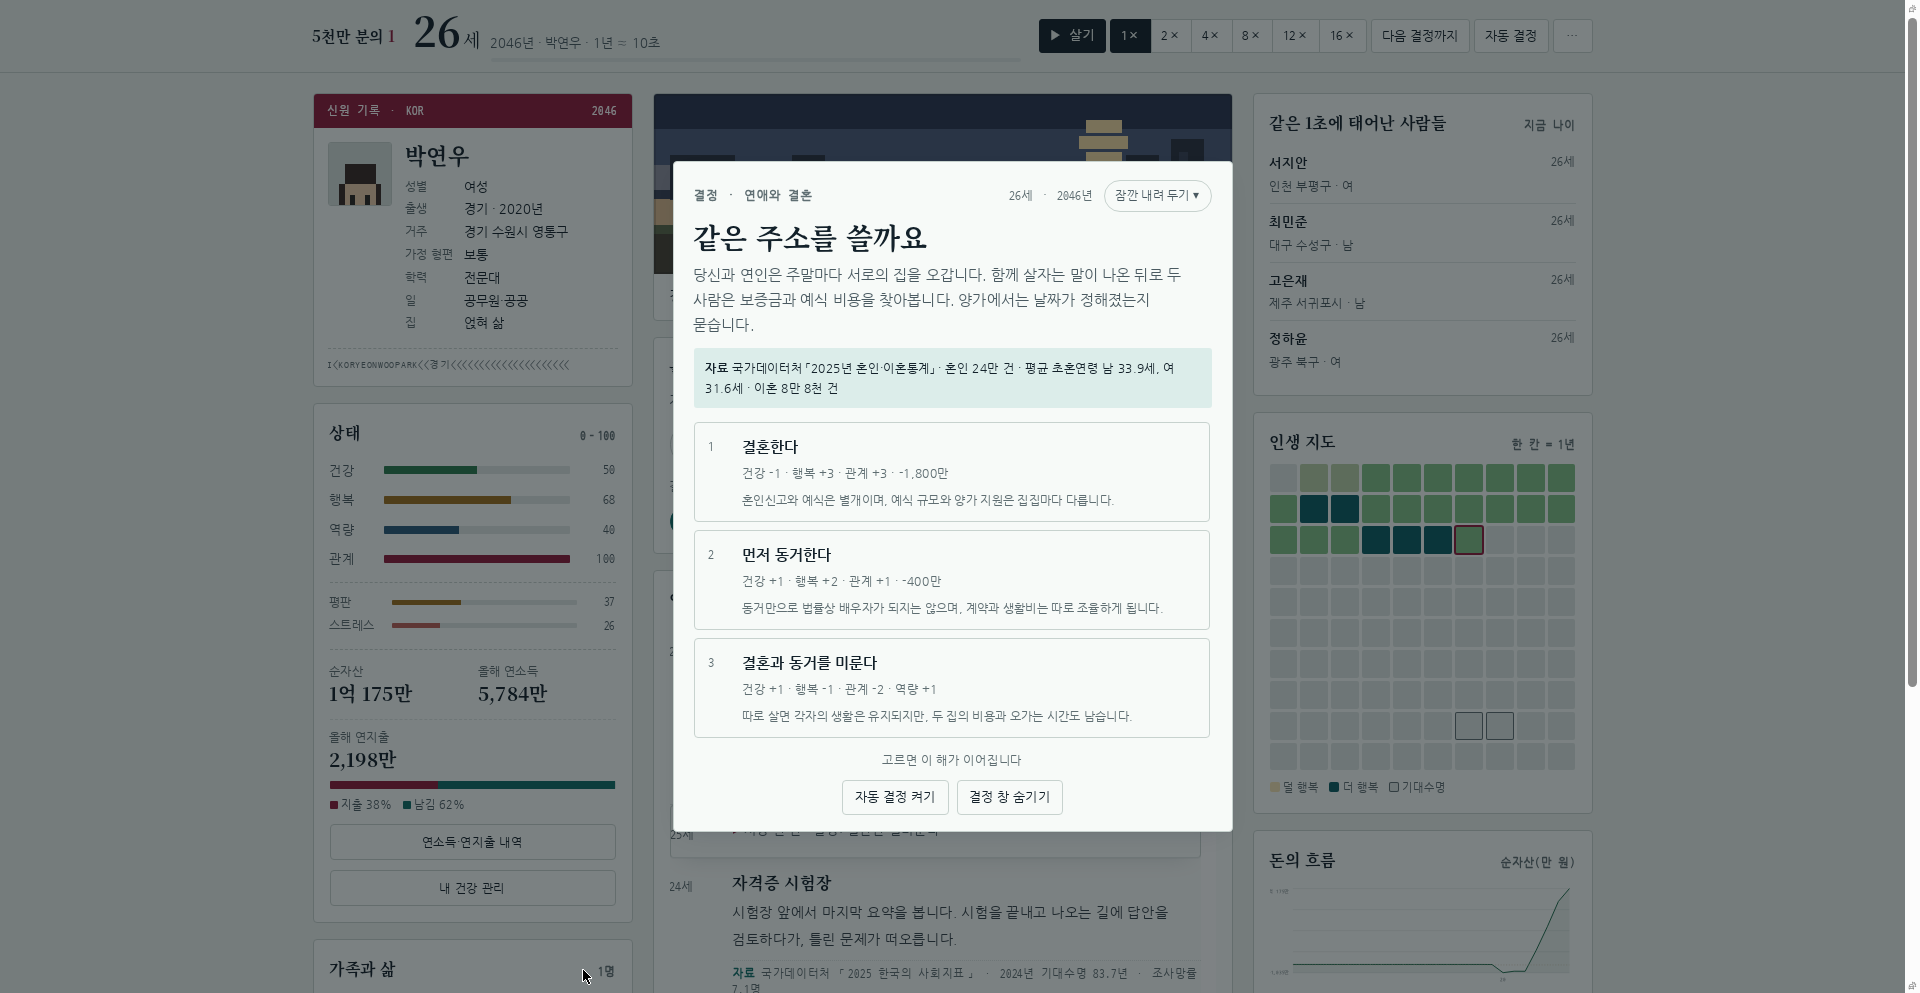 5천만 분의 1
26 세
2046년 · 박연우 · 1년 ≈ 10초
▶ 살기
1×
2×
4×
8×
12×
16×
다음 결정까지
자동 결정
···
신원 기록 · KOR
2046
박연우
성별 여성
출생 경기 · 2020년
거주 경기 수원시 영통구
가정 형편 보통
학력 전문대
일 공무원·공공
집 얹혀 삶
I<KORYEONWOOPARK<<경기<<<<<<<<<<<<<<<<<<<<<<
상태
0–100
건강 50
행복 68
역량 40
관계 100
평판 37
스트레스 26
순자산
1억 175만
올해 연소득
5,784만
올해 연지출
2,198만
지출 38% 남김 62%
연소득·연지출 내역
내 건강 관리
가족과 삶
1명
결정 · 연애와 결혼
26세 · 2046년
잠깐 내려 두기 ▾
같은 주소를 쓸까요
당신과 연인은 주말마다 서로의 집을 오갑니다. 함께 살자는 말이 나온 뒤로 두
사람은 보증금과 예식 비용을 찾아봅니다. 양가에서는 날짜가 정해졌는지
묻습니다.
자료 국가데이터처 「2025년 혼인·이혼통계」 · 혼인 24만 건 · 평균 초혼연령 남 33.9세, 여
31.6세 · 이혼 8만 8천 건
1 결혼한다
건강 -1 · 행복 +3 · 관계 +3 · -1,800만
혼인신고와 예식은 별개이며, 예식 규모와 양가 지원은 집집마다 다릅니다.
2 먼저 동거한다
건강 +1 · 행복 +2 · 관계 +1 · -400만
동거만으로 법률상 배우자가 되지는 않으며, 계약과 생활비는 따로 조율하게 됩니다.
3 결혼과 동거를 미룬다
건강 +1 · 행복 -1 · 관계 -2 · 역량 +1
따로 살면 각자의 생활은 유지되지만, 두 집의 비용과 오가는 시간도 남습니다.
고르면 이 해가 이어집니다
자동 결정 켜기
결정 창 숨기기
25세
24세
자격증 시험장
시험장 앞에서 마지막 요약을 봅니다. 시험을 끝내고 나오는 길에 답안을
검토하다가, 틀린 문제가 떠오릅니다.
자료 국가데이터처 「2025 한국의 사회지표」 · 2024년 기대수명 83.7년 · 조사망률
7.1명
같은 1초에 태어난 사람들
지금 나이
서지안
26세
인천 부평구 · 여
최민준
26세
대구 수성구 · 남
고은재
26세
제주 서귀포시 · 남
정하윤
26세
광주 북구 · 여
인생 지도
한 칸 = 1년
덜 행복 더 행복 기대수명
돈의 흐름
순자산(만 원)